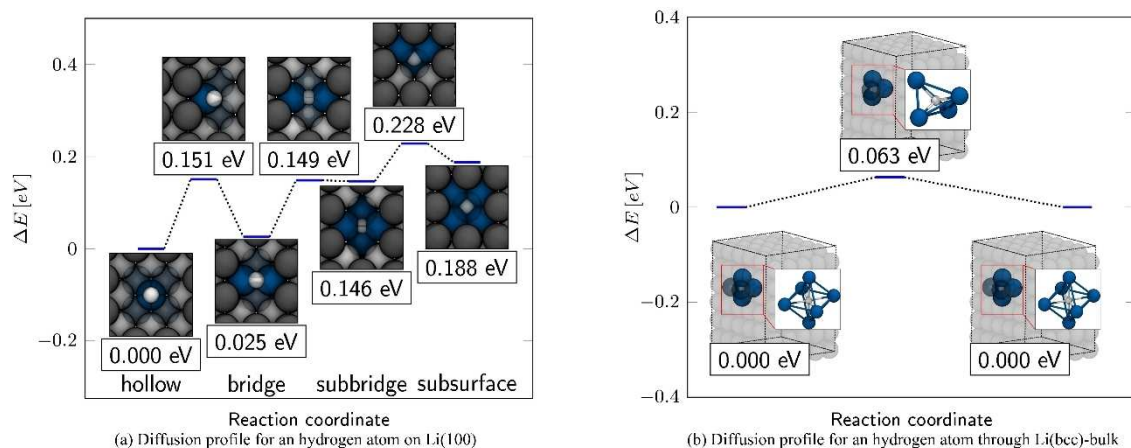 0.4
0.2
0
−0.2
ΔE [eV]
0.151 eV
0.149 eV
0.228 eV
0.000 eV
0.025 eV
0.146 eV
0.188 eV
hollow
bridge
subbridge
subsurface
Reaction coordinate
(a) Diffusion profile for an hydrogen atom on Li(100)
0.4
0.2
0
−0.2
−0.4
ΔE [eV]
0.063 eV
0.000 eV
0.000 eV
Reaction coordinate
(b) Diffusion profile for an hydrogen atom through Li(bcc)-bulk